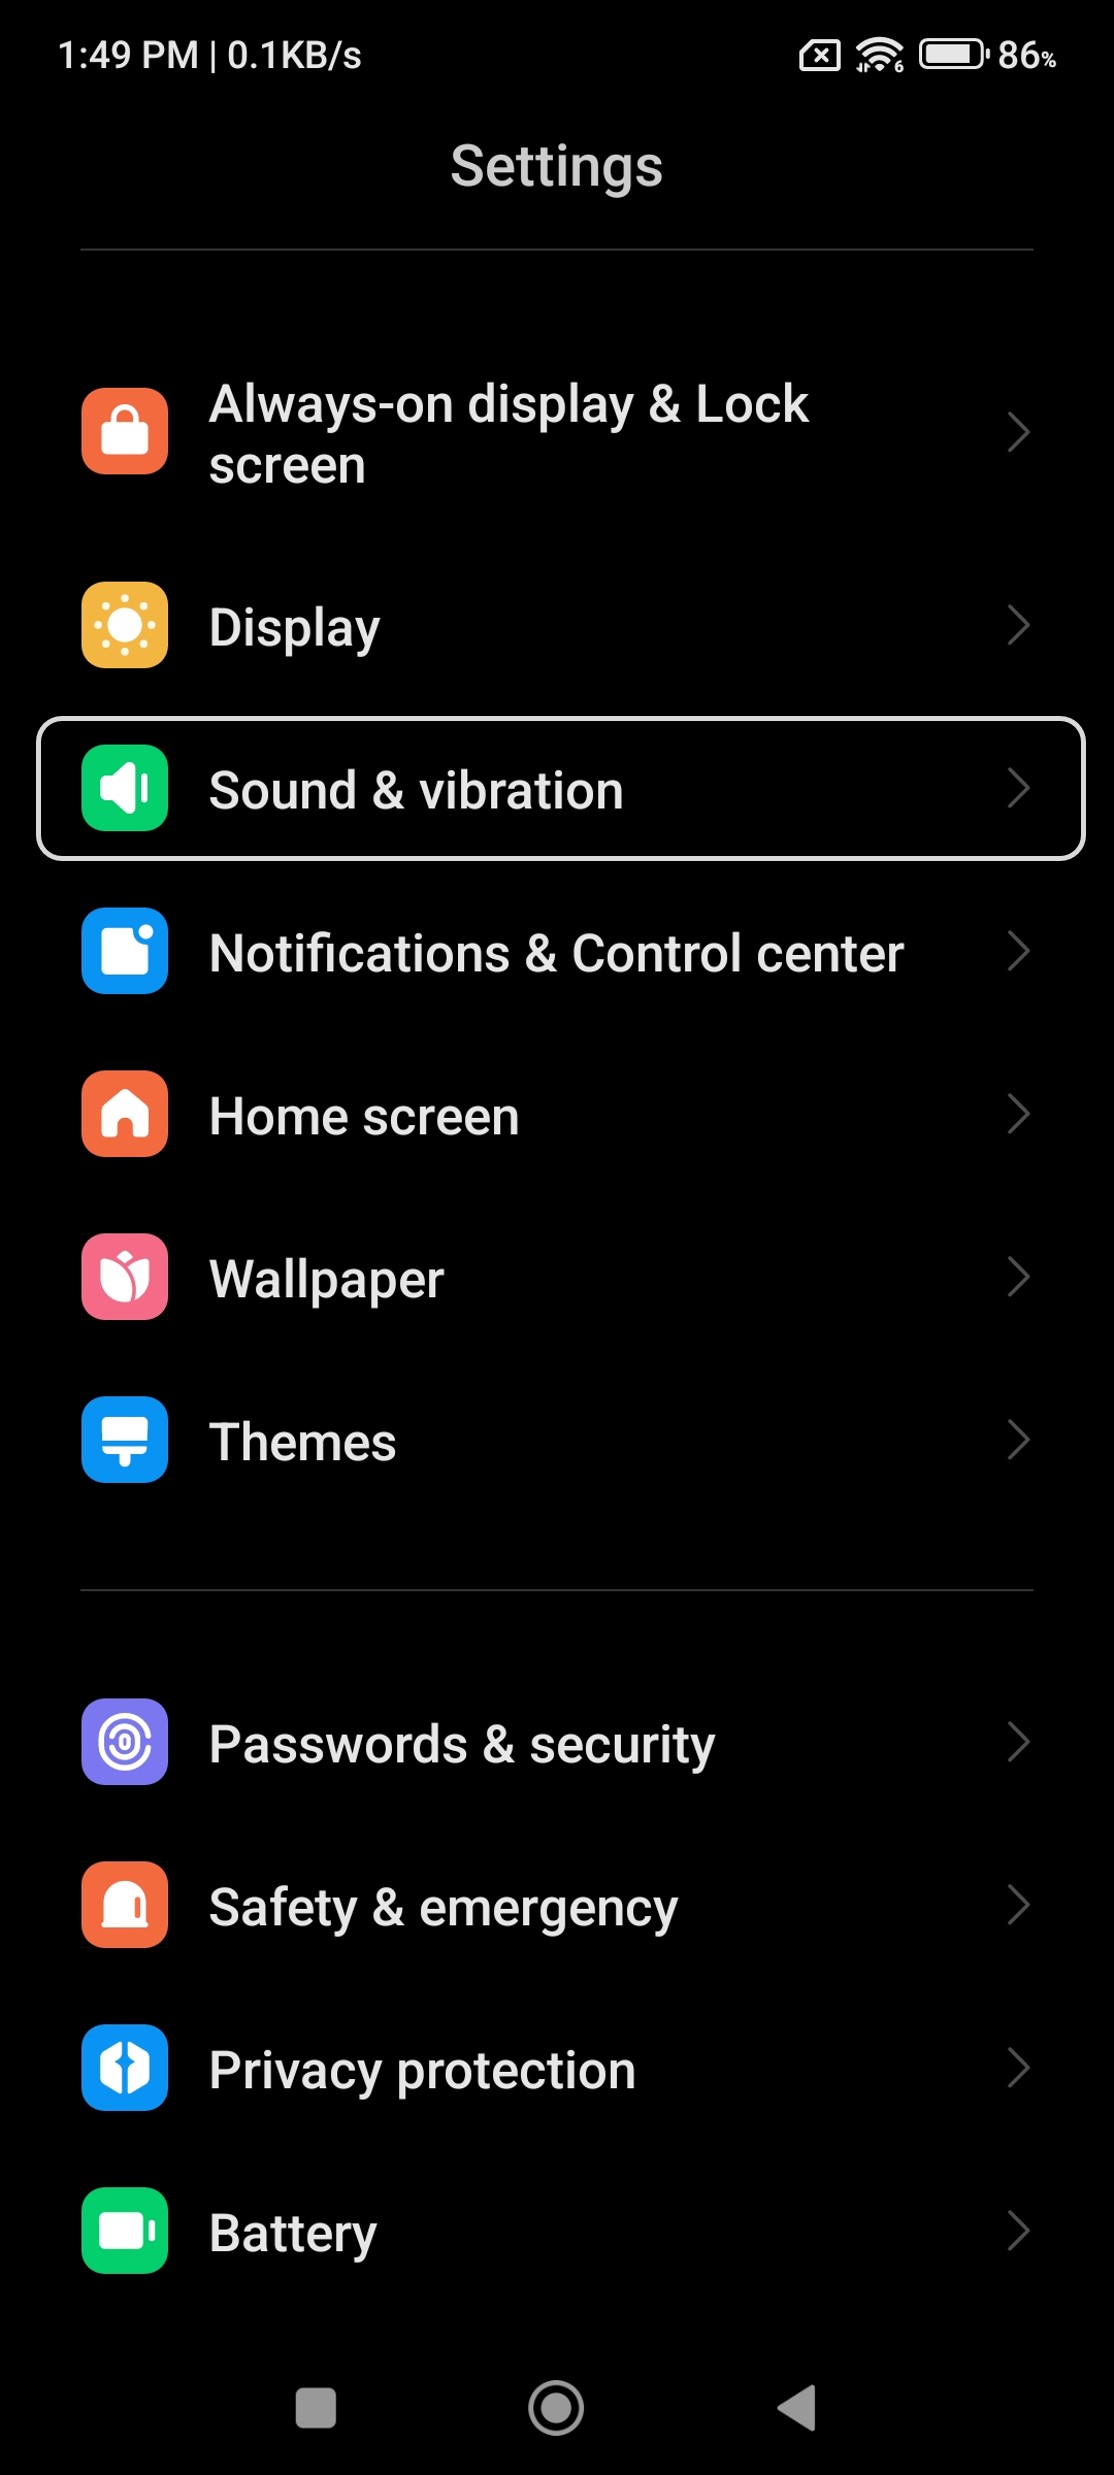 1:49 PM | 0.1KB/s 6 86%
Settings
Always-on display & Lock
screen
Display
Sound & vibration
Notifications & Control center
Home screen
Wallpaper
Themes
Passwords & security
Safety & emergency
Privacy protection
Battery